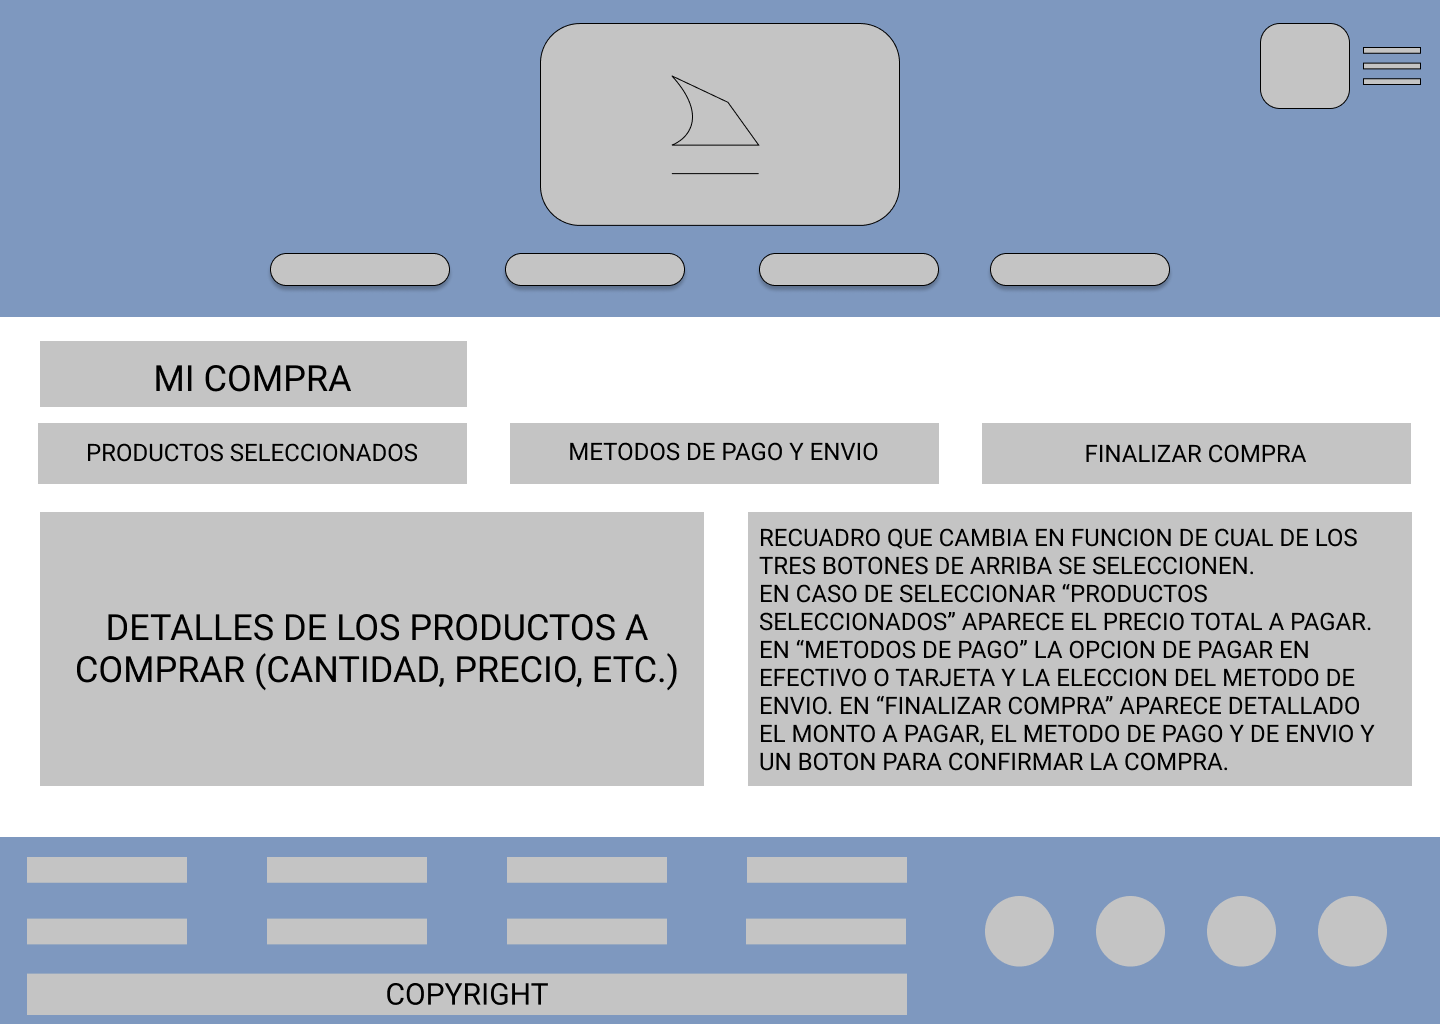 MI COMPRA
PRODUCTOS SELECCIONADOS
METODOS DE PAGO Y ENVIO
FINALIZAR COMPRA
DETALLES DE LOS PRODUCTOS A
COMPRAR (CANTIDAD, PRECIO, ETC.)
RECUADRO QUE CAMBIA EN FUNCION DE CUAL DE LOS
TRES BOTONES DE ARRIBA SE SELECCIONEN.
EN CASO DE SELECCIONAR “PRODUCTOS
SELECCIONADOS” APARECE EL PRECIO TOTAL A PAGAR.
EN “METODOS DE PAGO” LA OPCION DE PAGAR EN
EFECTIVO O TARJETA Y LA ELECCION DEL METODO DE
ENVIO. EN “FINALIZAR COMPRA” APARECE DETALLADO
EL MONTO A PAGAR, EL METODO DE PAGO Y DE ENVIO Y
UN BOTON PARA CONFIRMAR LA COMPRA.
COPYRIGHT